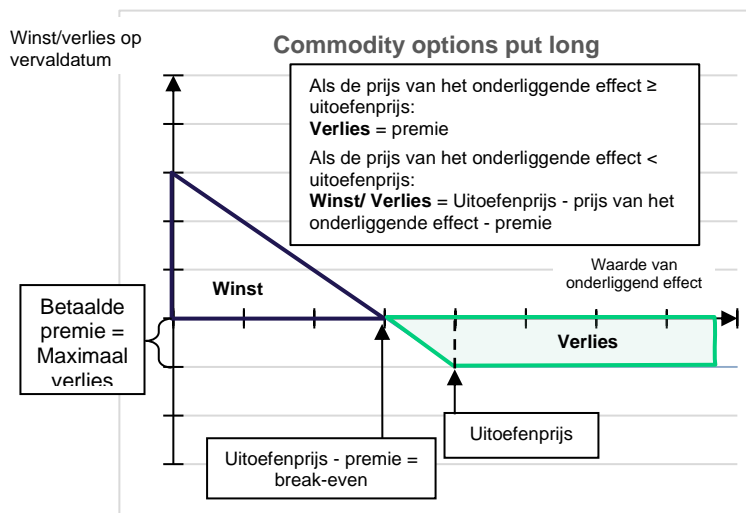 Winst/verlies op
vervaldatum
Commodity options put long
Als de prijs van het onderliggende effect ≥
uitoefenprijs:
Verlies = premie
Als de prijs van het onderliggende effect <
uitoefenprijs:
Winst/ Verlies = Uitoefenprijs - prijs van het
onderliggende effect - premie
Waarde van
onderliggend effect
Winst
Betaalde
premie =
Maximaal
verlies
Verlies
Uitoefenprijs
Uitoefenprijs - premie =
break-even